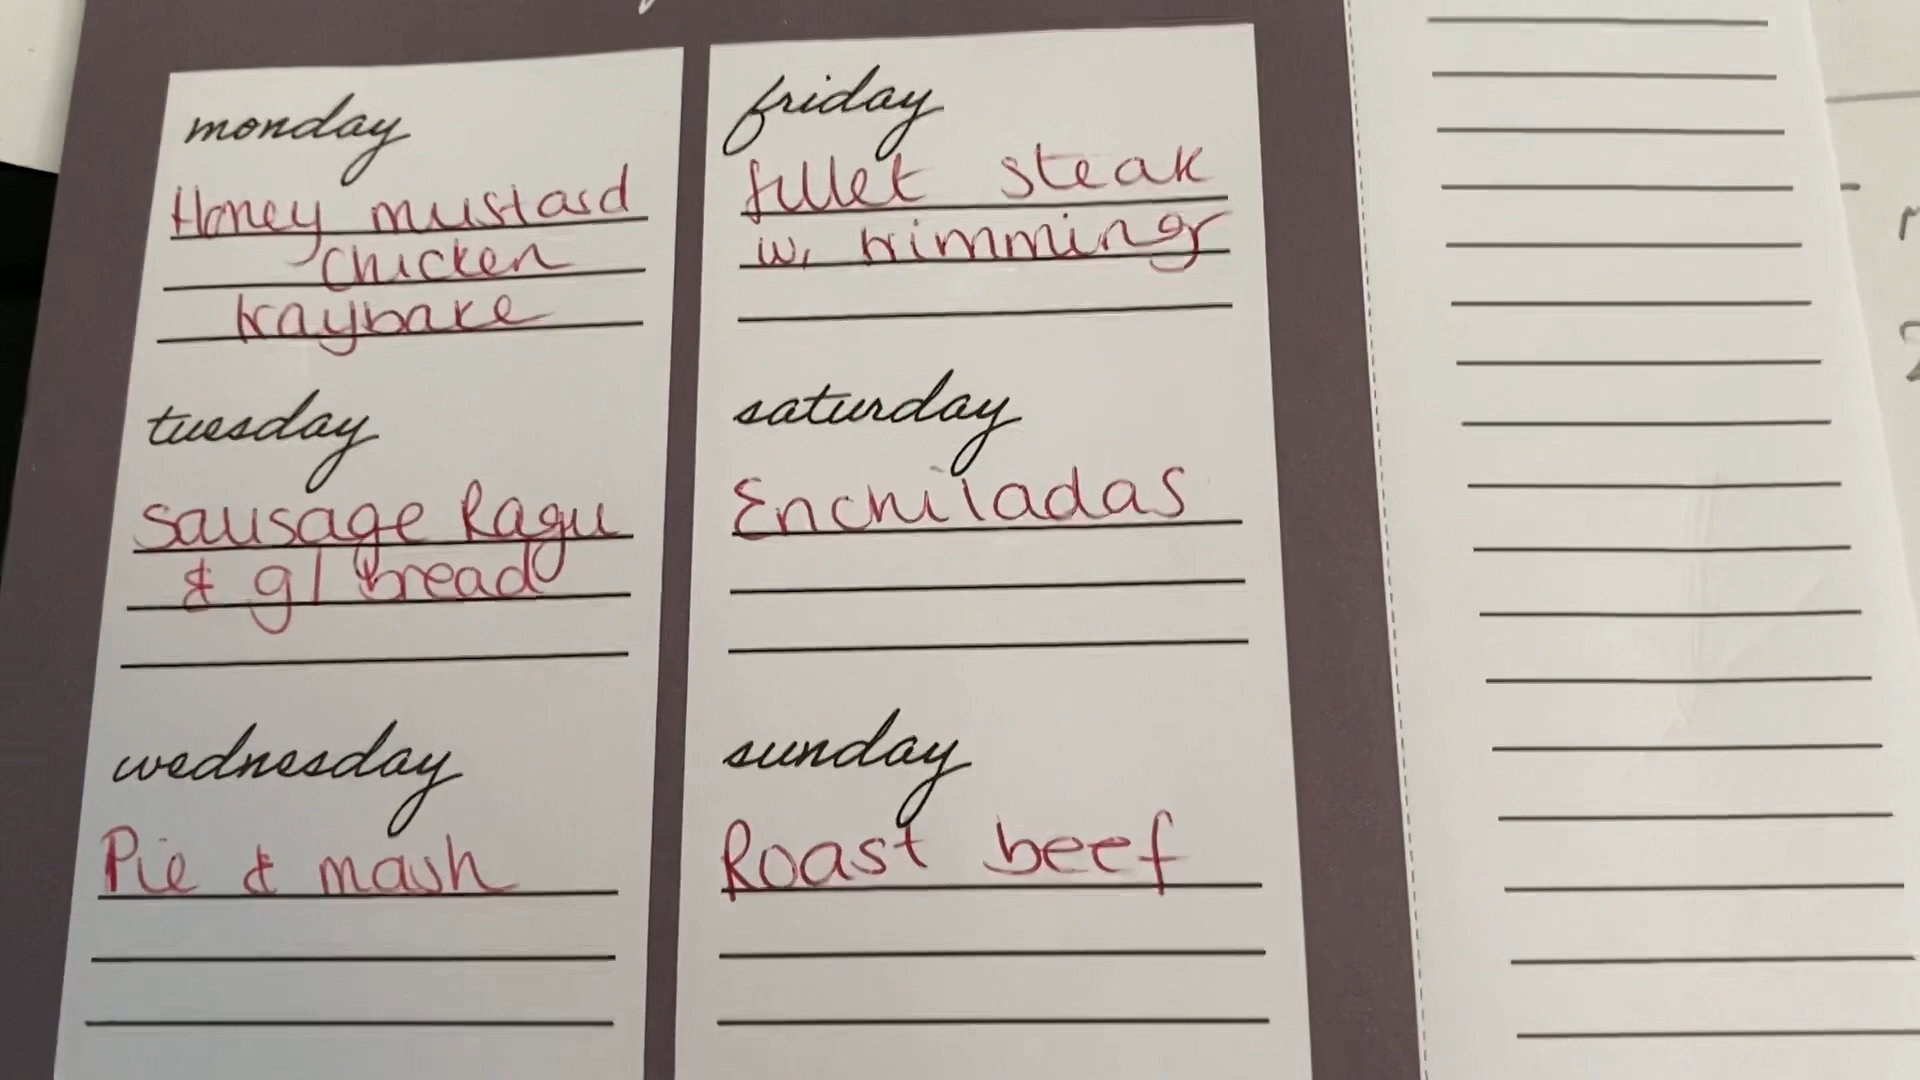 monday
Honey mustard
chicken
traybake
tuesday
Sausage Ragu
& g/bread
wednesday
Pie & mash
friday
fillet steak
w/ trimmings
saturday
Enchiladas
sunday
Roast beef